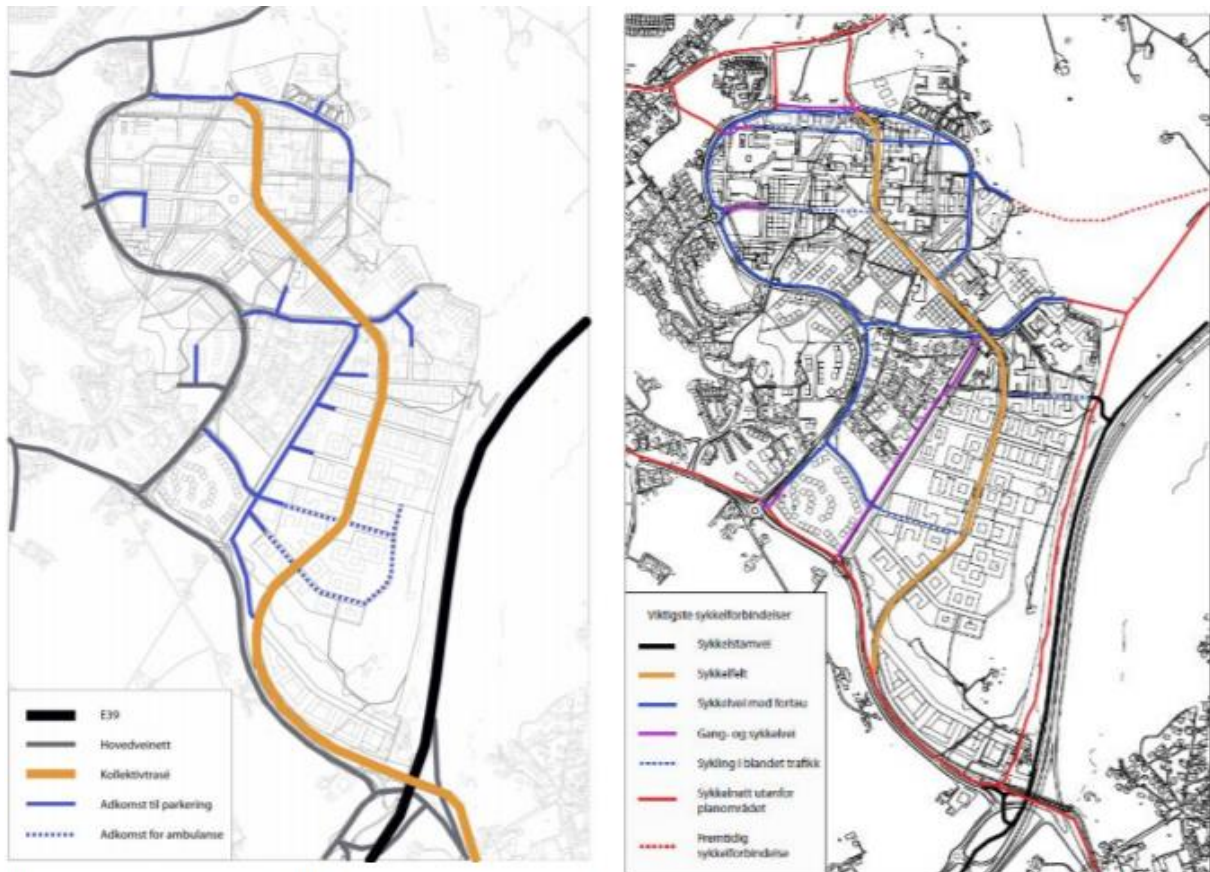 E39
Hovedveinett
Kollektivtrasé
Adkomst til parkering
Adkomst for ambulanse
Viktigste sykkelforbindelser
Sykkelstamvei
Sykkelfelt
Sykkelvei med fortau
Gang- og sykkelvei
Sykling i blandet trafikk
Sykkelnett utenfor
planområdet
Fremtidig
sykkelforbindelse